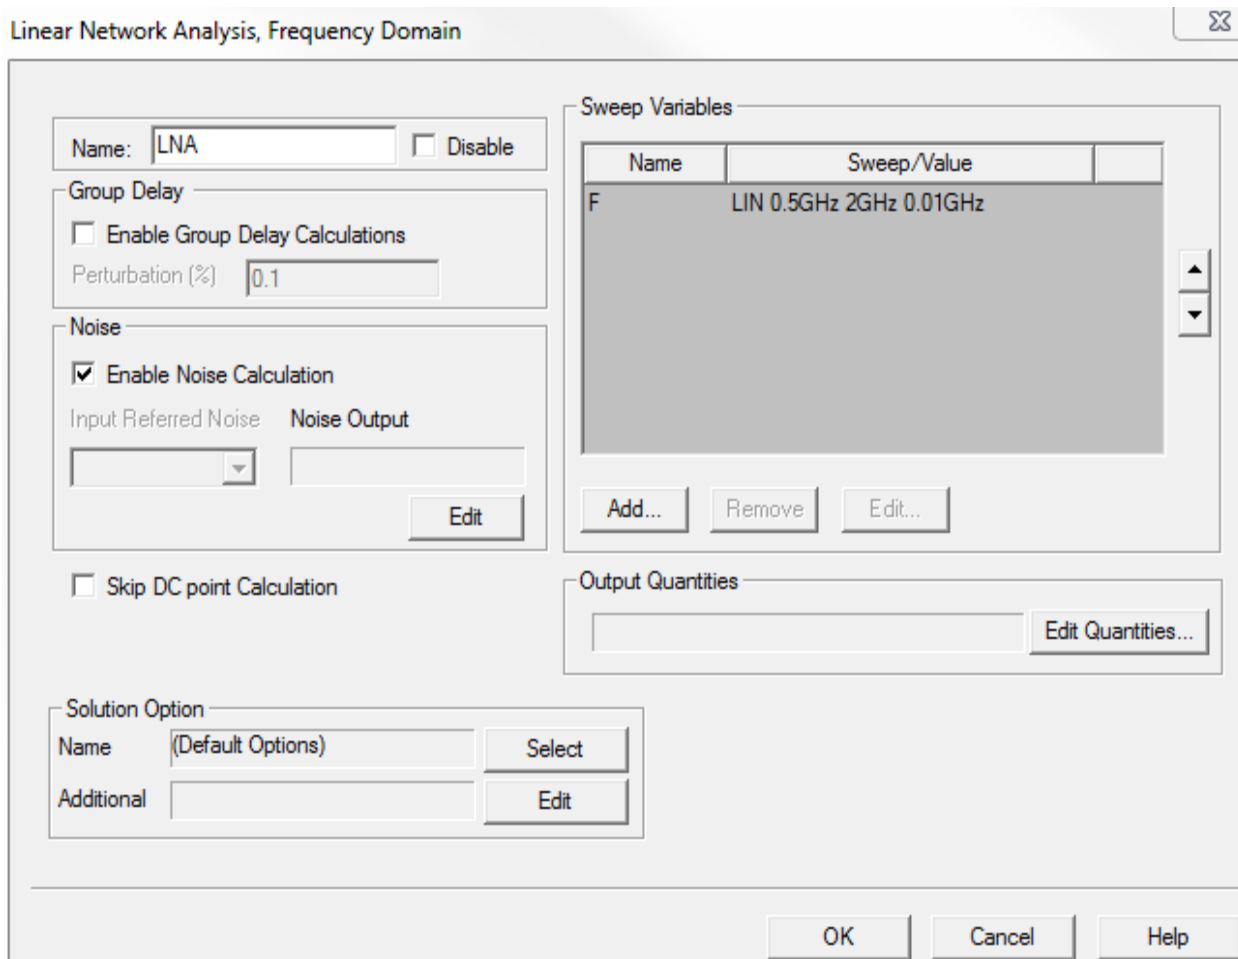 Linear Network Analysis, Frequency Domain
Name: LNA Disable
Group Delay
Enable Group Delay Calculations
Perturbation (%) 0.1
Noise
Enable Noise Calculation
Input Referred Noise Noise Output
Edit
Skip DC point Calculation
Sweep Variables
Name Sweep/Value
F LIN 0.5GHz 2GHz 0.01GHz
Add... Remove Edit...
Output Quantities
Edit Quantities...
Solution Option
Name (Default Options) Select
Additional Edit
OK Cancel Help